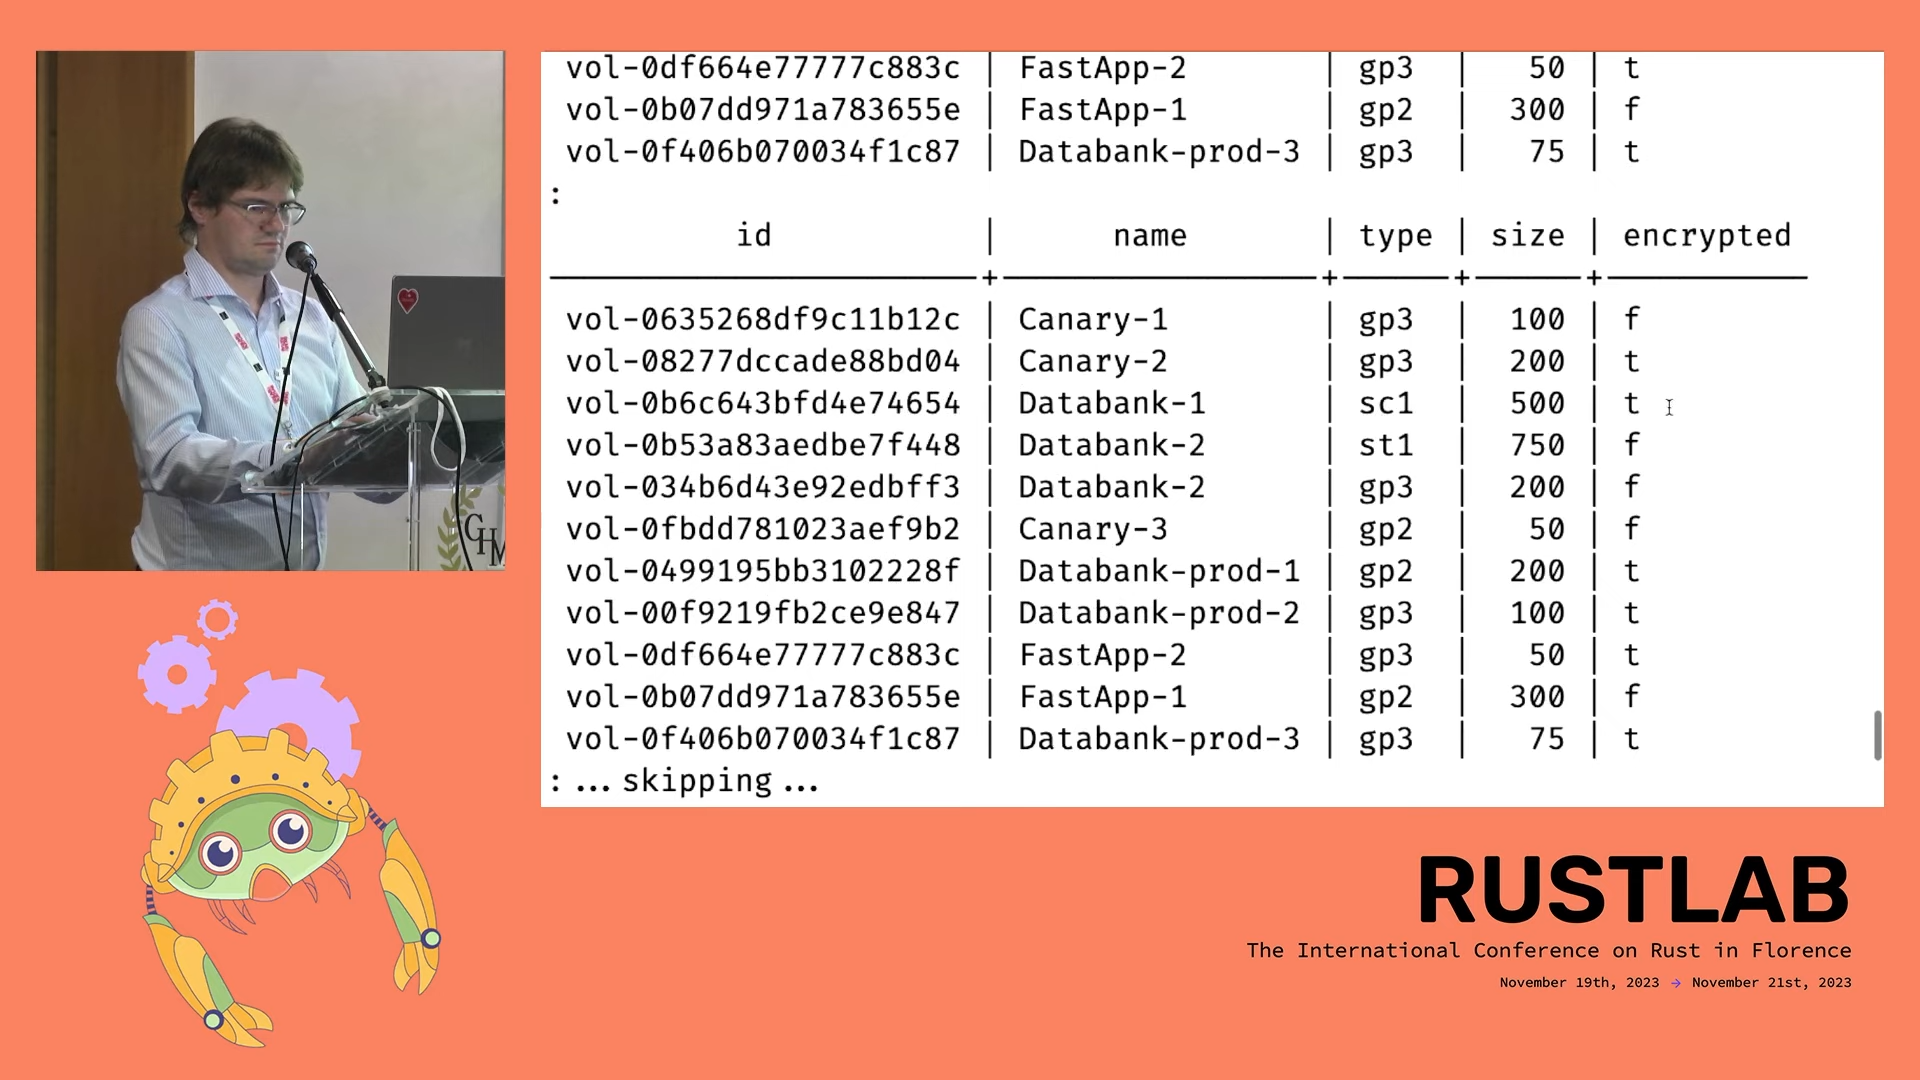 vol-0df664e77777c883c | FastApp-2 | gp3 | 50 | t
vol-0b07dd971a783655e | FastApp-1 | gp2 | 300 | f
vol-0f406b070034f1c87 | Databank-prod-3 | gp3 | 75 | t
:
id | name | type | size | encrypted
vol-0635268df9c11b12c | Canary-1 | gp3 | 100 | f
vol-08277dccade88bd04 | Canary-2 | gp3 | 200 | t
vol-0b6c643bfd4e74654 | Databank-1 | sc1 | 500 | t
vol-0b53a83aedbe7f448 | Databank-2 | st1 | 750 | f
vol-034b6d43e92edbff3 | Databank-2 | gp3 | 200 | f
vol-0fbdd781023aef9b2 | Canary-3 | gp2 | 50 | f
vol-0499195bb3102228f | Databank-prod-1 | gp2 | 200 | t
vol-00f9219fb2ce9e847 | Databank-prod-2 | gp3 | 100 | t
vol-0df664e77777c883c | FastApp-2 | gp3 | 50 | t
vol-0b07dd971a783655e | FastApp-1 | gp2 | 300 | f
vol-0f406b070034f1c87 | Databank-prod-3 | gp3 | 75 | t
: ... skipping ...
GHM
RUSTLAB
The International Conference on Rust in Florence
November 19th, 2023 → November 21st, 2023